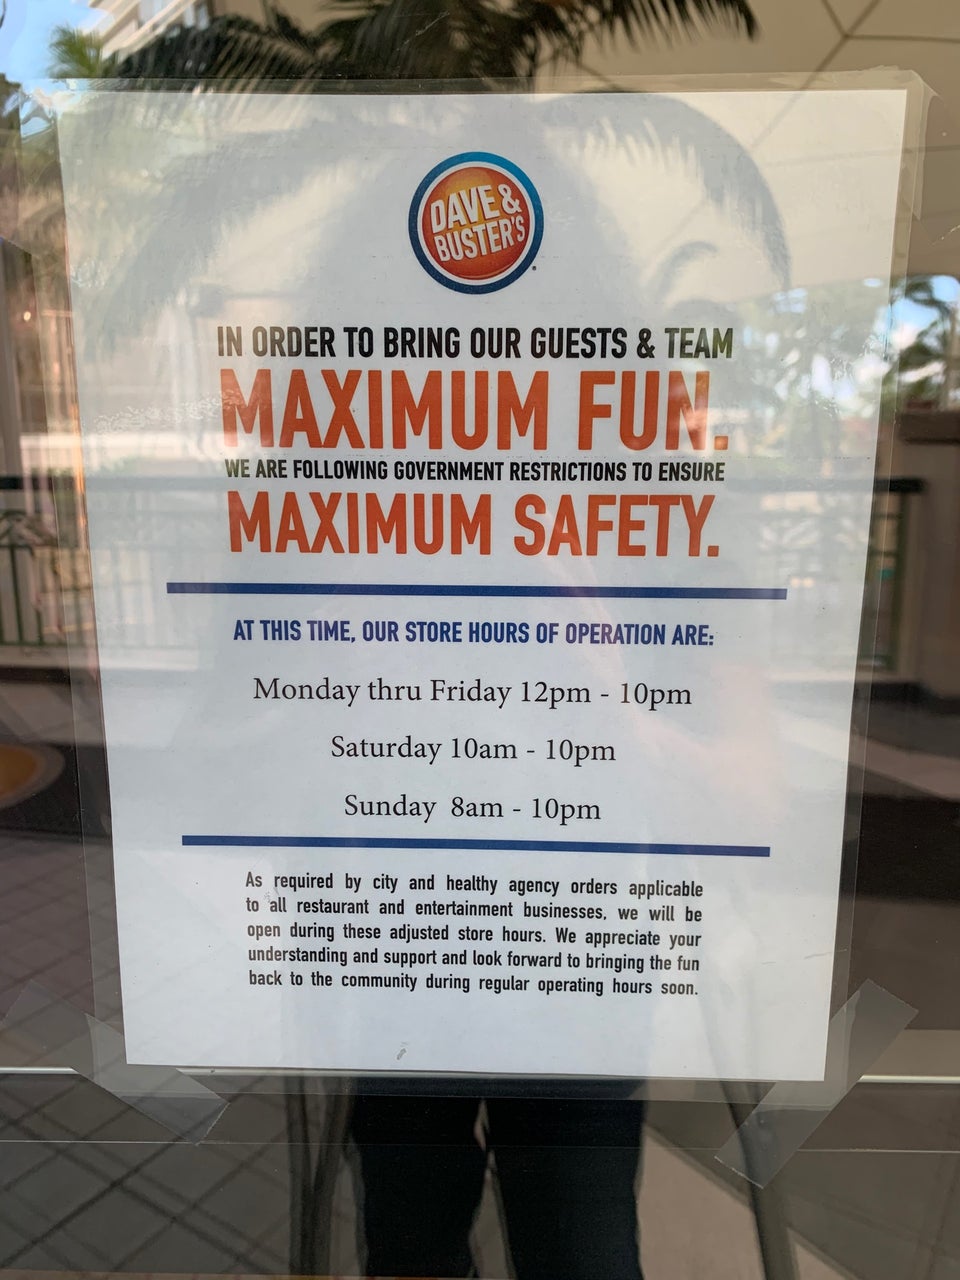 DAVE &
BUSTER'S
IN ORDER TO BRING OUR GUESTS & TEAM
MAXIMUM FUN.
WE ARE FOLLOWING GOVERNMENT RESTRICTIONS TO ENSURE
MAXIMUM SAFETY.
AT THIS TIME, OUR STORE HOURS OF OPERATION ARE:
Monday thru Friday 12pm - 10pm
Saturday 10am - 10pm
Sunday 8am - 10pm
As required by city and healthy agency orders applicable
to all restaurant and entertainment businesses, we will be
open during these adjusted store hours. We appreciate your
understanding and support and look forward to bringing the fun
back to the community during regular operating hours soon.